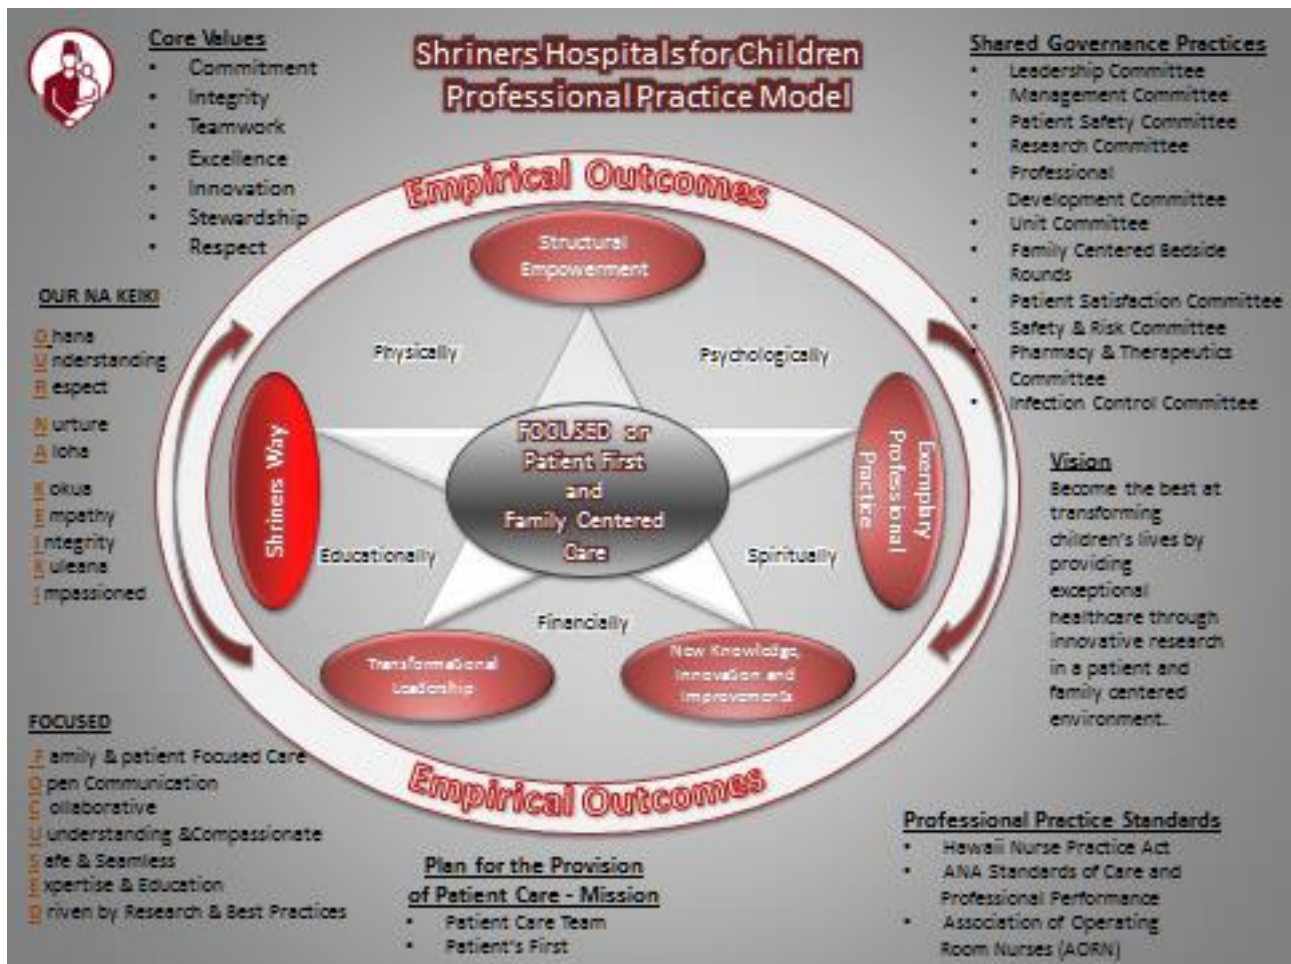 Shriners Hospitals for Children
Professional Practice Model
Core Values
• Commitment
• Integrity
• Teamwork
• Excellence
• Innovation
• Stewardship
• Respect
OUR NA KEIKI
Ohana
Understanding
Respect
Nurture
Aloha
Kokua
Empathy
Integrity
Kuleana
Impassioned
FOCUSED
Family & patient Focused Care
Open Communication
Collaborative
Uunderstanding &Compassionate
Safe & Seamless
Expertise & Education
Driven by Research & Best Practices
Empirical Outcomes
Structural
Empowerment
Physically
Psychologically
Shriners Way
FOCUSED on
Patient First
and
Family Centered
Care
Exemplary
Professional
Practice
Educationally
Spiritually
Financially
Transformational
Leadership
New Knowledge,
Innovation and
Improvements
Empirical Outcomes
Plan for the Provision
of Patient Care - Mission
• Patient Care Team
• Patient's First
Shared Governance Practices
• Leadership Committee
• Management Committee
• Patient Safety Committee
• Research Committee
• Professional
Development Committee
• Unit Committee
• Family Centered Bedside
Rounds
• Patient Satisfaction Committee
• Safety & Risk Committee
• Pharmacy & Therapeutics
Committee
• Infection Control Committee
Vision
Become the best at
transforming
children's lives by
providing
exceptional
healthcare through
innovative research
in a patient and
family centered
environment.
Professional Practice Standards
• Hawaii Nurse Practice Act
• ANA Standards of Care and
Professional Performance
• Association of Operating
Room Nurses (AORN)